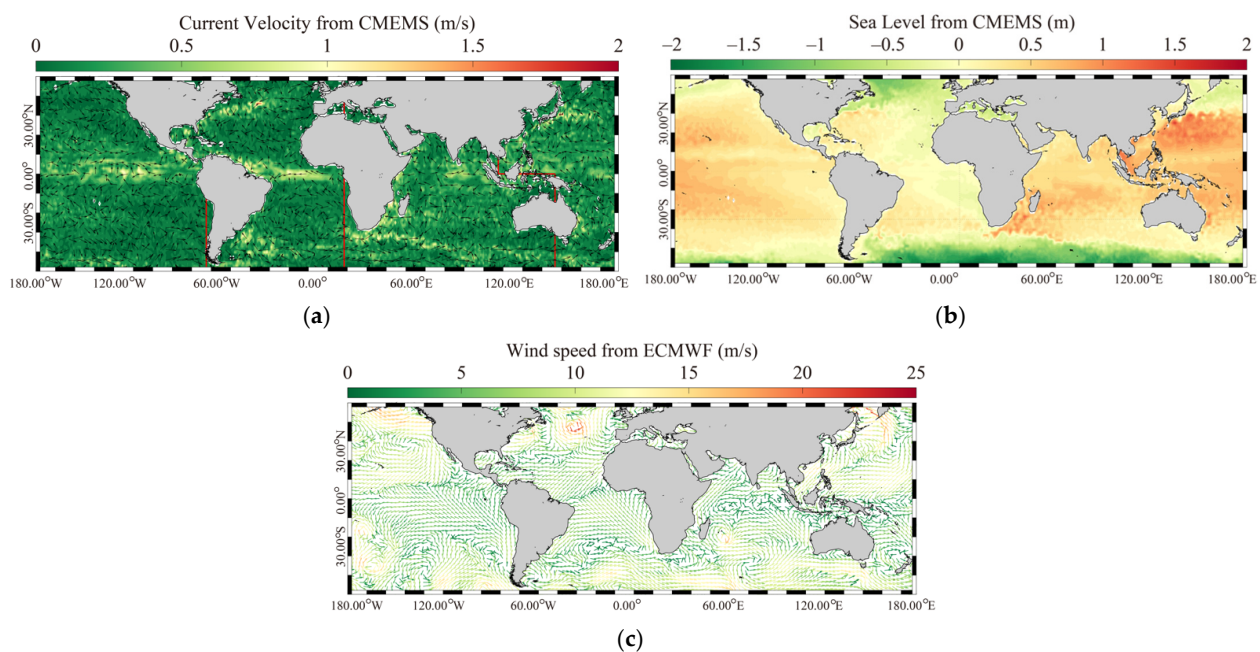 Current Velocity from CMEMS (m/s)
0 0.5 1 1.5 2
30.00°N
0.00°
30.00°S
180.00°W 120.00°W 60.00°W 0.00° 60.00°E 120.00°E 180.00°E
(a)
Sea Level from CMEMS (m)
−2 −1.5 −1 −0.5 0 0.5 1 1.5 2
30.00°N
0.00°
30.00°S
180.00°W 120.00°W 60.00°W 0.00° 60.00°E 120.00°E 180.00°E
(b)
Wind speed from ECMWF (m/s)
0 5 10 15 20 25
30.00°N
0.00°
30.00°S
180.00°W 120.00°W 60.00°W 0.00° 60.00°E 120.00°E 180.00°E
(c)